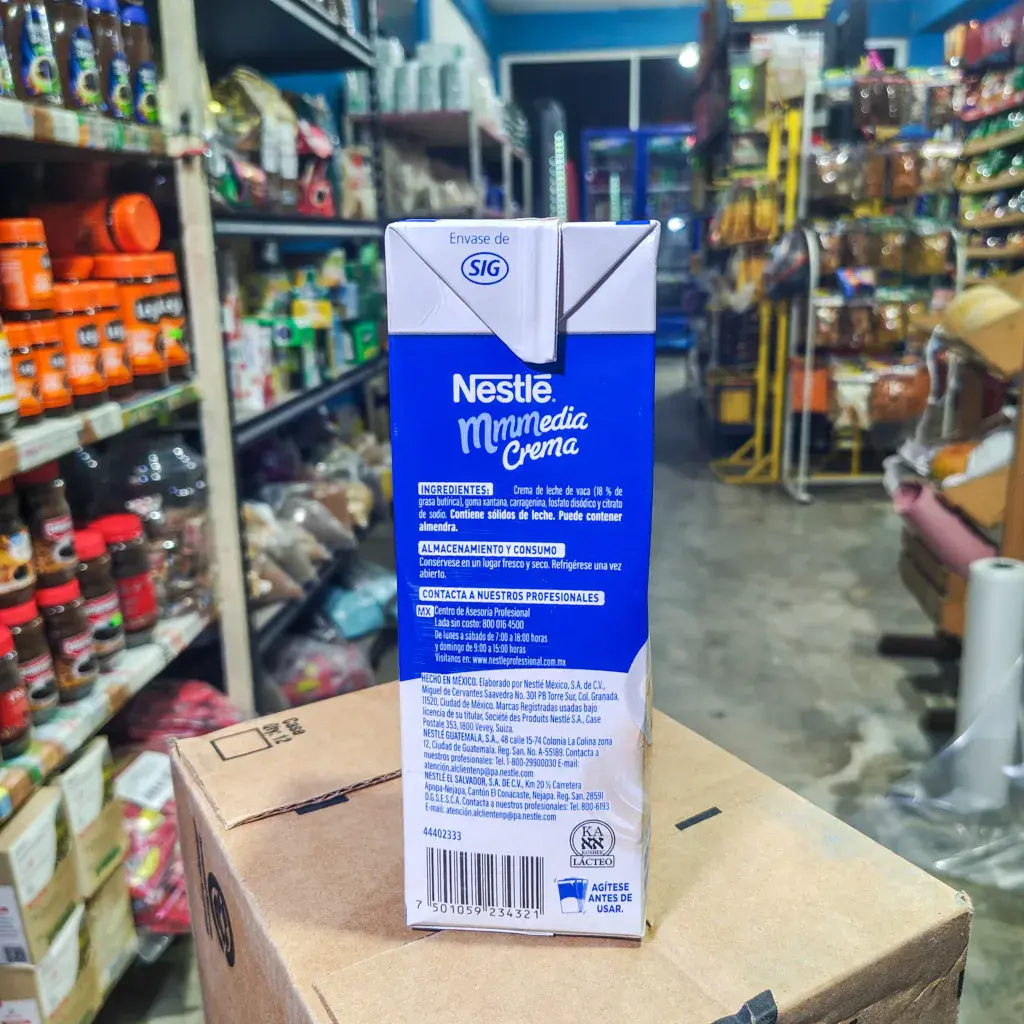 Envase de
SIG
Nestlé.
Mmmedia
Crema
INGREDIENTES: Crema de leche de vaca (18 % de
grasa butírica), goma xantana, carragenina, fosfato disódico y citrato
de sodio. Contiene sólidos de leche. Puede contener
almendra.
ALMACENAMIENTO Y CONSUMO
Consérvese en un lugar fresco y seco. Refrigérese una vez
abierto.
CONTACTA A NUESTROS PROFESIONALES
MX Centro de Asesoría Profesional
Lada sin costo: 800 016 4500
De lunes a sábado de 7:00 a 18:00 horas
y domingo de 9:00 a 15:00 horas
Visítanos en: www.nestleprofessional.com.mx
HECHO EN MÉXICO. Elaborado por Nestlé México, S.A. de C.V.,
Miguel de Cervantes Saavedra No. 301 PB Torre Sur, Col. Granada,
11520, Ciudad de México. Marcas Registradas usadas bajo
licencia de su titular, Société des Produits Nestlé S.A., Case
Postale 353, 1800 Vevey, Suiza.
NESTLÉ GUATEMALA, S.A., 48 calle 15-74 Colonia La Colina zona
12, Ciudad de Guatemala. Reg. San. No. A-55189. Contacta a
nuestros profesionales: Tel. 1-800-29900030 E-mail:
atención.alclientenp@pa.nestle.com
NESTLÉ EL SALVADOR, S.A. DE C.V., Km 20 ½ Carretera
Apopa-Nejapa, Cantón El Conacaste, Nejapa. Reg. San. 28591
D.G.S.E.S.C.A. Contacta a nuestros profesionales: Tel. 800-6193
E-mail: atención.alclientenp@pa.nestle.com
44402333
KA
KOSHER
LÁCTEO
7 501059 234321
AGÍTESE
ANTES DE
USAR.